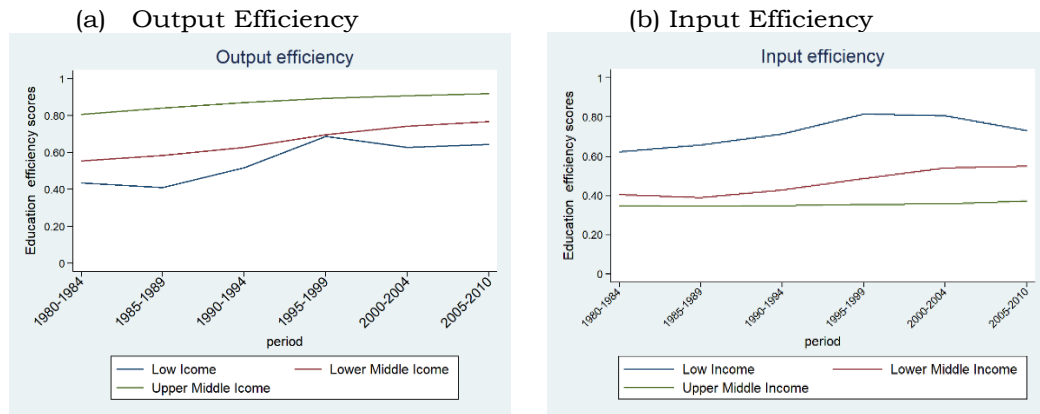 (a) Output Efficiency
Output efficiency
Education efficiency scores
1
0.80
0.60
0.40
0.20
0
1980-1984
1985-1989
1990-1994
1995-1999
2000-2004
2005-2010
period
Low Icome
Lower Middle Icome
Upper Middle Icome
(b) Input Efficiency
Input efficiency
Education efficiency scores
1
0.80
0.60
0.40
0.20
0
1980-1984
1985-1989
1990-1994
1995-1999
2000-2004
2005-2010
period
Low Income
Lower Middle Income
Upper Middle Income